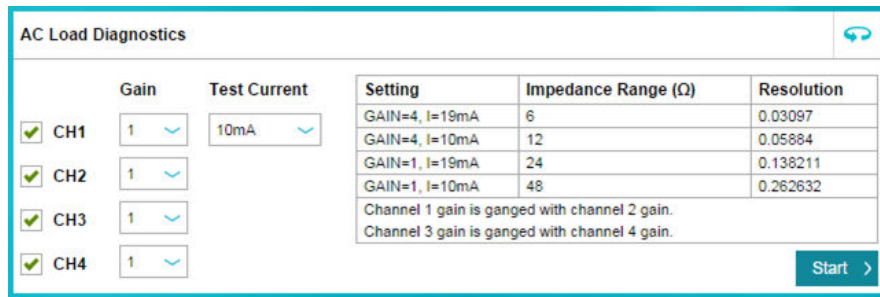 AC Load Diagnostics
Gain Test Current
CH1 1 10mA
CH2 1
CH3 1
CH4 1
Setting Impedance Range (Ω) Resolution
GAIN=4, I=19mA 6 0.03097
GAIN=4, I=10mA 12 0.05884
GAIN=1, I=19mA 24 0.138211
GAIN=1, I=10mA 48 0.262632
Channel 1 gain is ganged with channel 2 gain.
Channel 3 gain is ganged with channel 4 gain.
Start